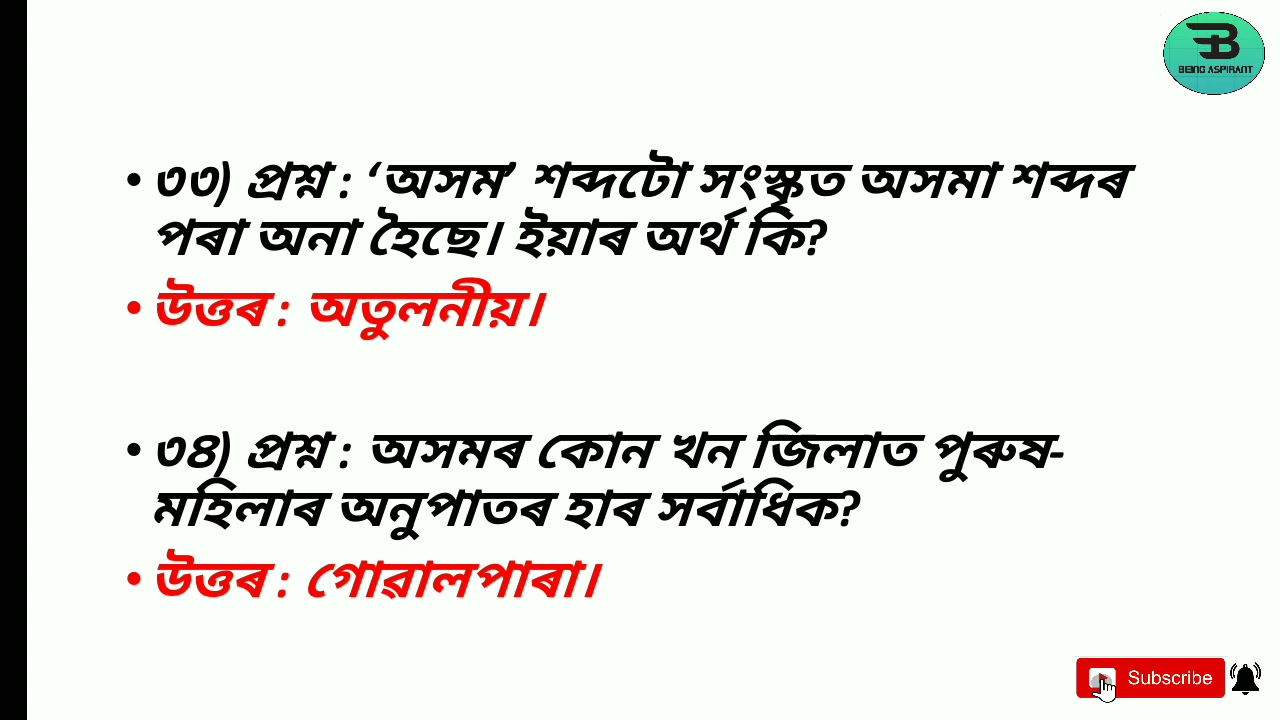 BEING ASPIRANT
• ৩৩) প্ৰশ্ন : ‘অসম’ শব্দটো সংস্কৃত অসমা শব্দৰ
পৰা অনা হৈছে। ইয়াৰ অৰ্থ কি?
• উত্তৰ : অতুলনীয়।
• ৩৪) প্ৰশ্ন : অসমৰ কোন খন জিলাত পুৰুষ-
মহিলাৰ অনুপাতৰ হাৰ সৰ্বাধিক?
• উত্তৰ : গোৱালপাৰা।
Subscribe